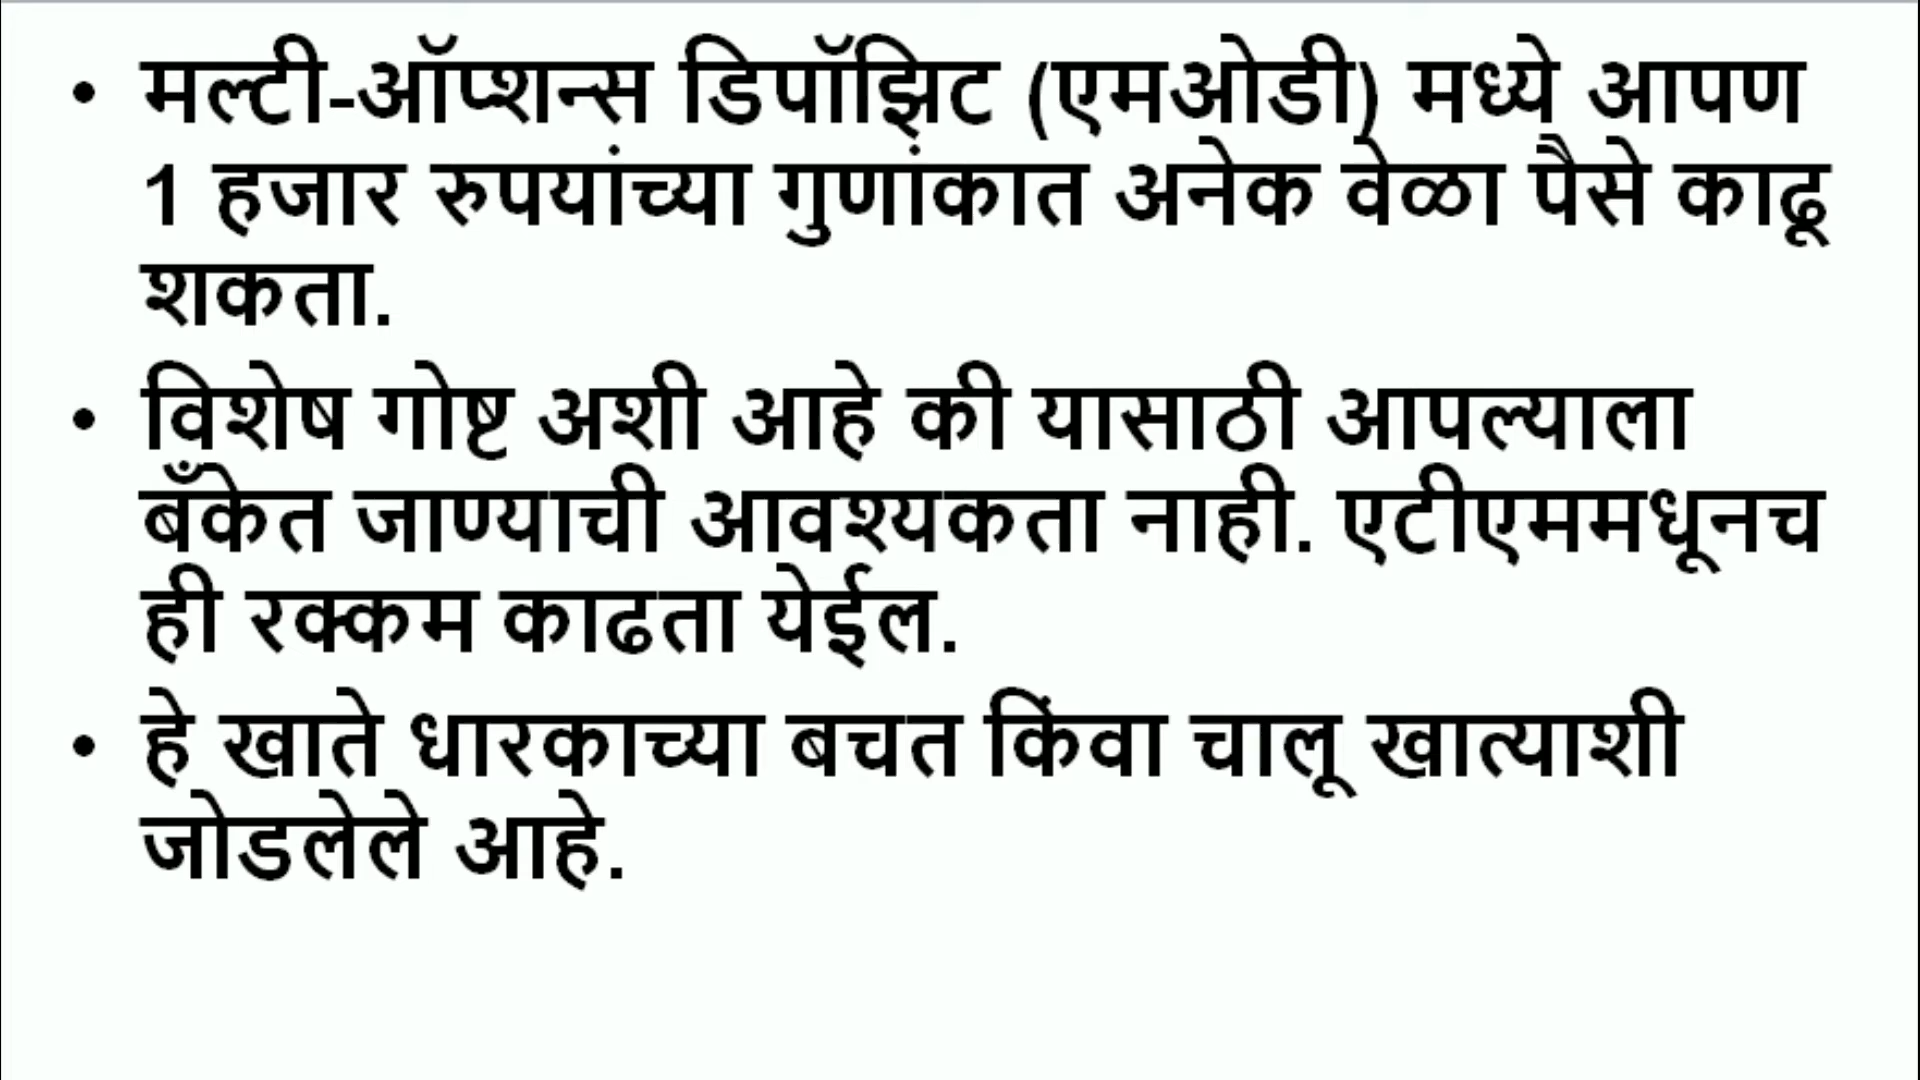 • मल्टी-ऑप्शन्स डिपॉझिट (एमओडी) मध्ये आपण
1 हजार रुपयांच्या गुणांकात अनेक वेळा पैसे काढू
शकता.
• विशेष गोष्ट अशी आहे की यासाठी आपल्याला
बँकेत जाण्याची आवश्यकता नाही. एटीएममधूनच
ही रक्कम काढता येईल.
• हे खाते धारकाच्या बचत किंवा चालू खात्याशी
जोडलेले आहे.